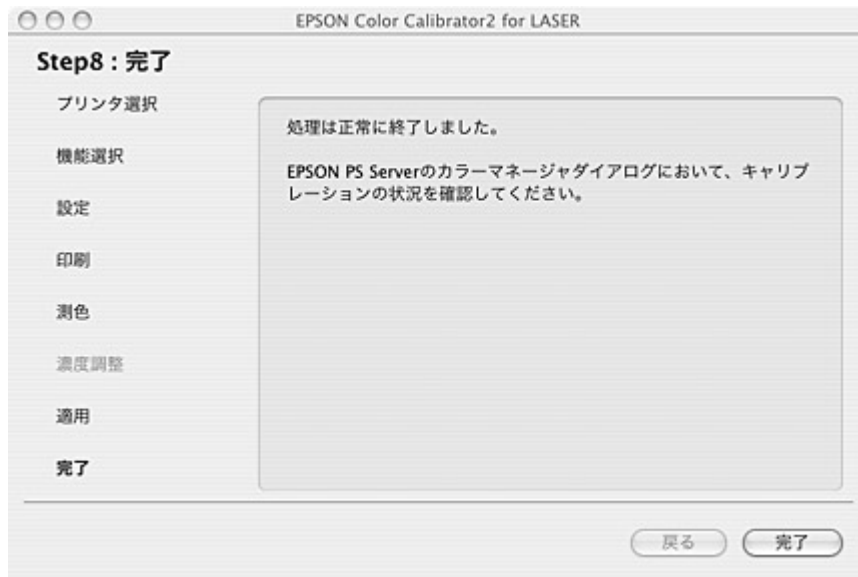 EPSON Color Calibrator2 for LASER
Step8 : 完了
プリンタ選択
機能選択
設定
印刷
測色
濃度調整
適用
完了
処理は正常に終了しました。
EPSON PS Serverのカラーマネージャダイアログにおいて、キャリブ
レーションの状況を確認してください。
戻る
完了